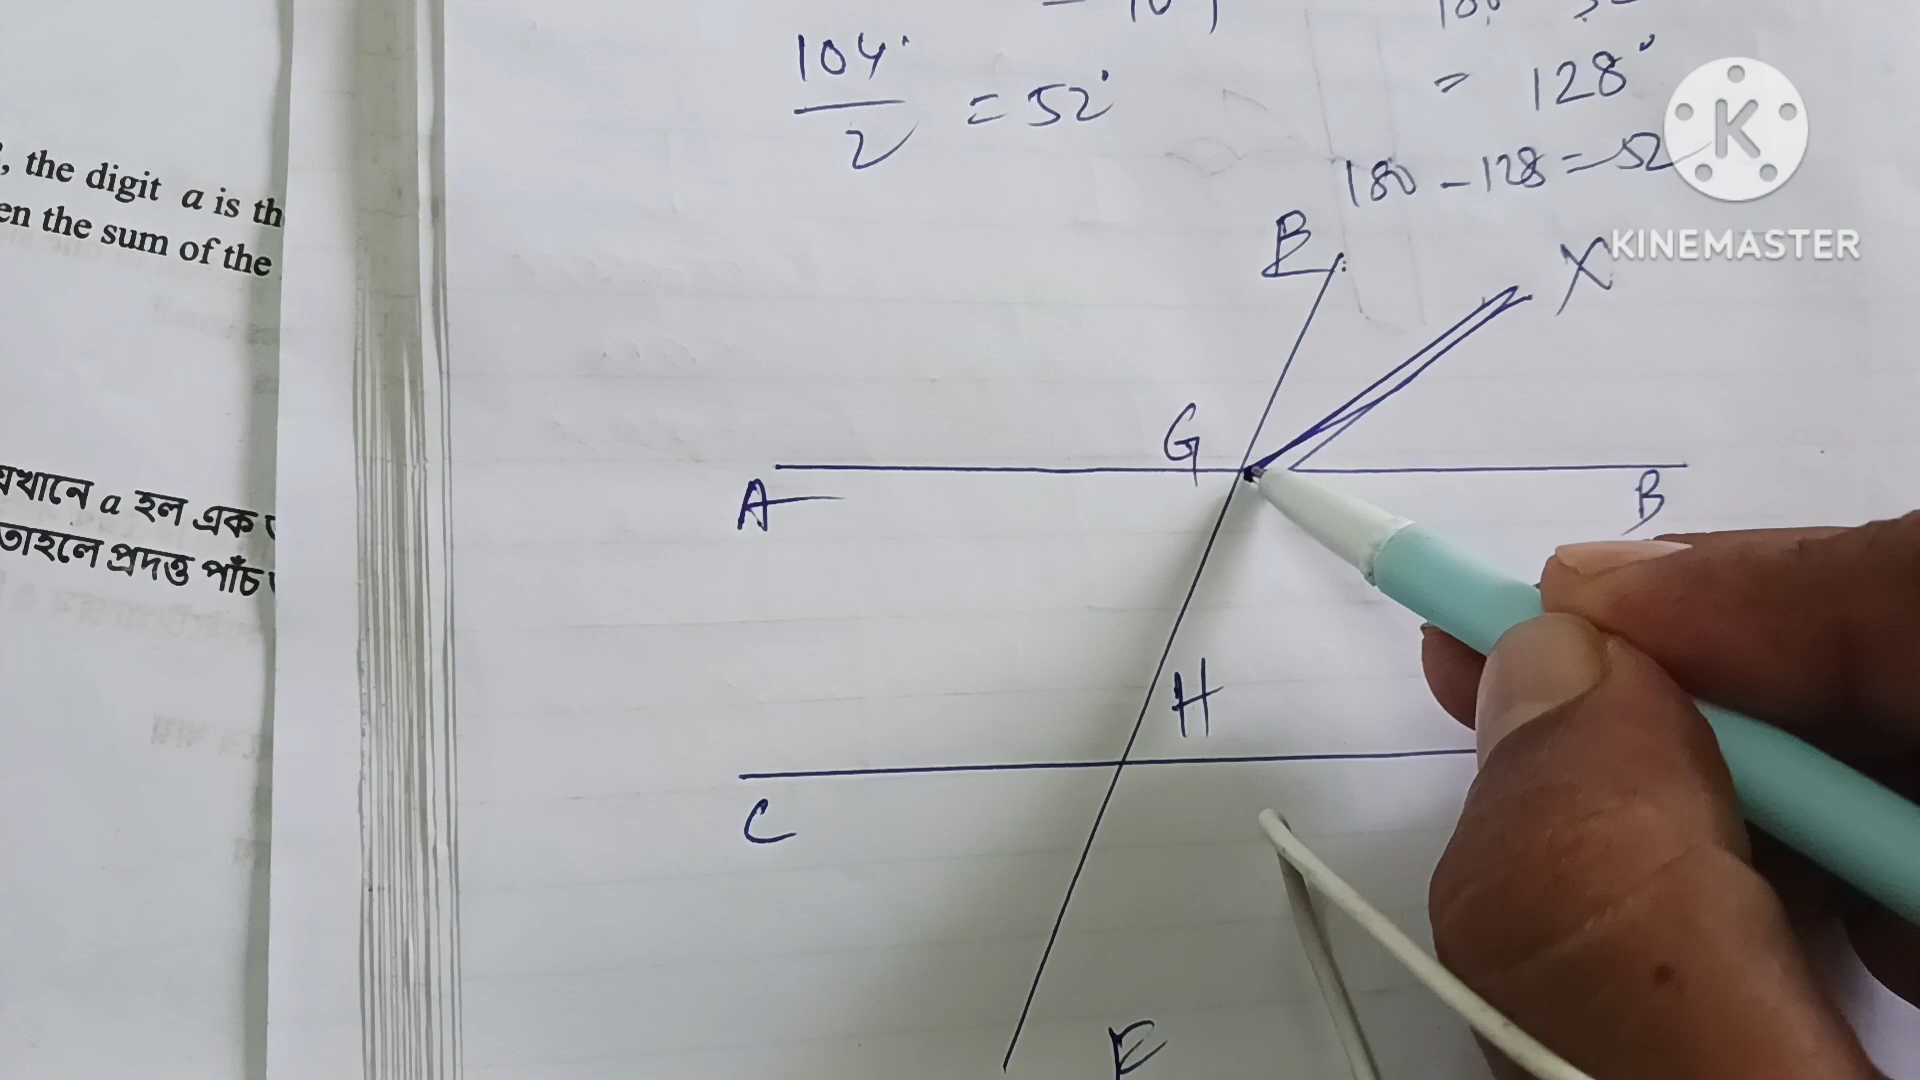 , the digit a is th
en the sum of the
যেখানে a হল এক
তাহলে প্রদত্ত পাঁচ
104°
2
= 52°
= 128°
180 - 128 = 52
K
KINEMASTER
E
X
G
A
B
H
C
F